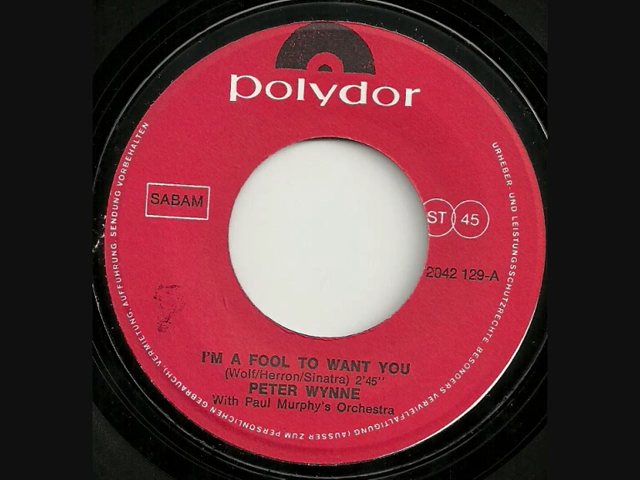 polydor
SABAM
ST 45
2042 129-A
I'M A FOOL TO WANT YOU
(Wolf/Herron/Sinatra) 2'45"
PETER WYNNE
With Paul Murphy's Orchestra
URHEBER- UND LEISTUNGSSCHUTZRECHTE, BESONDERS VERVIELFÄLTIGUNG (AUSSER ZUM PERSÖNLICHEN GEBRAUCH), VERMIETUNG, AUFFÜHRUNG, SENDUNG VORBEHALTEN